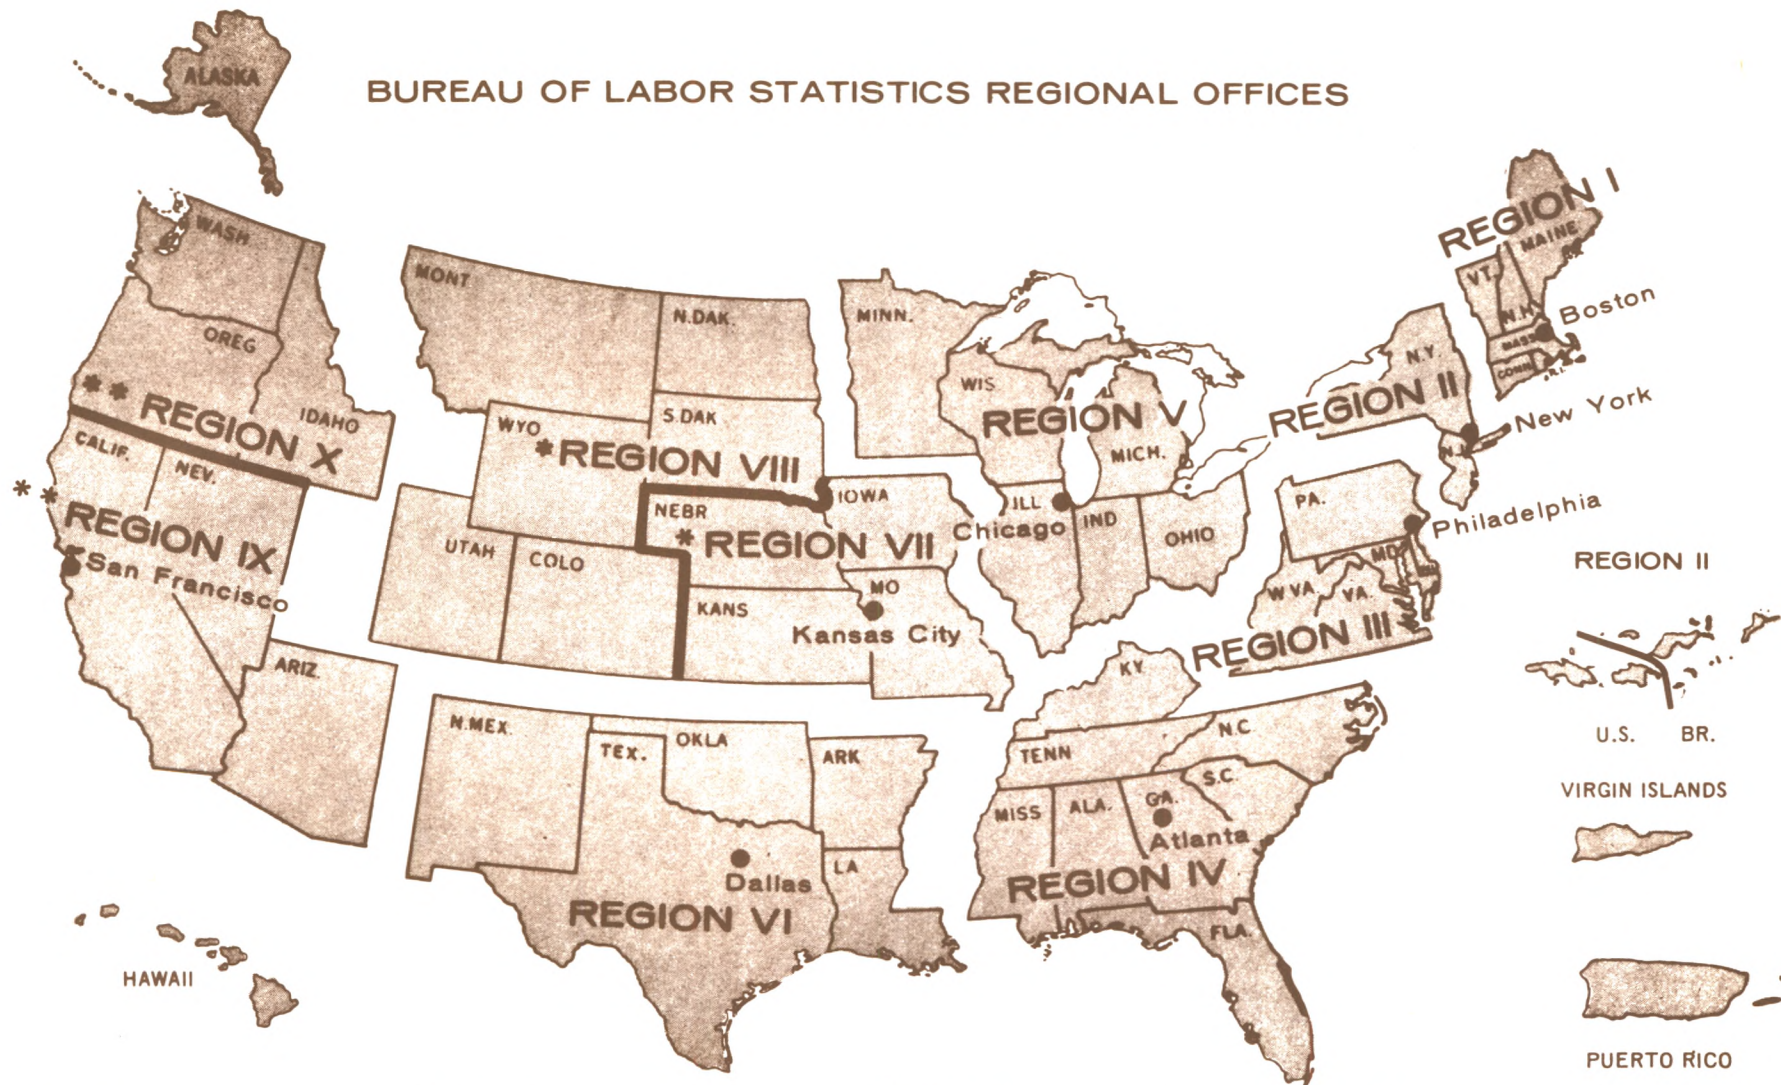 ALASKA
BUREAU OF LABOR STATISTICS REGIONAL OFFICES
REGION I
MAINE
VT.
N.H.
Boston
MASS
CONN.
R.I.
WASH
OREG
IDAHO
** REGION X
MONT
N.DAK.
S.DAK
WYO
*REGION VIII
MINN.
WIS
REGION V
MICH.
N.Y.
REGION II
New York
N.J.
CALIF.
NEV.
** REGION IX
San Francisco
UTAH
COLO
NEBR
IOWA
* REGION VII
KANS
MO
Kansas City
ILL
Chicago
IND
OHIO
PA.
Philadelphia
MD.
W VA.
VA.
REGION III
REGION II
U.S. BR.
VIRGIN ISLANDS
PUERTO RICO
ARIZ.
N.MEX.
TEX.
OKLA
ARK
LA
Dallas
REGION VI
KY
TENN
N.C
S.C.
MISS
ALA.
GA.
Atlanta
REGION IV
FLA.
HAWAII